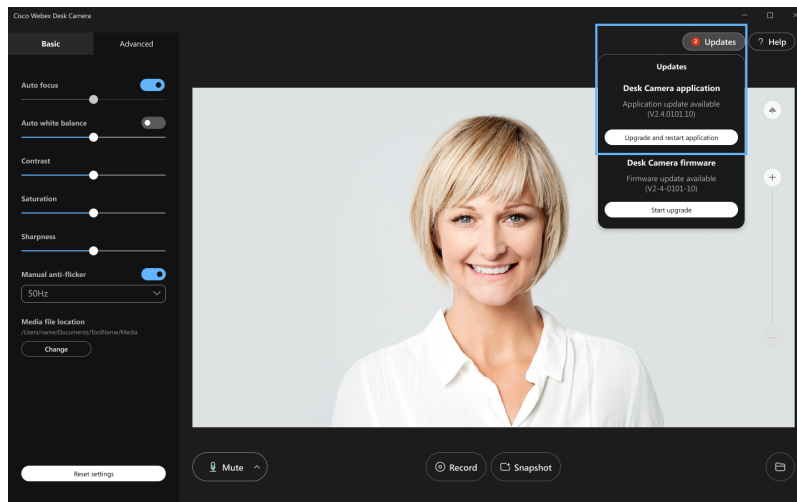 Cisco Webex Desk Camera
Basic
Advanced
2 Updates
? Help
Auto focus
Auto white balance
Contrast
Saturation
Sharpness
Manual anti-flicker
50Hz
Media file location
/Users/name/Documents/ToolName/Media
Change
Reset settings
Updates
Desk Camera application
Application update available
(V2.4.0101.10)
Upgrade and restart application
Desk Camera firmware
Firmware update available
(V2-4-0101-10)
Start upgrade
Mute
Record
Snapshot